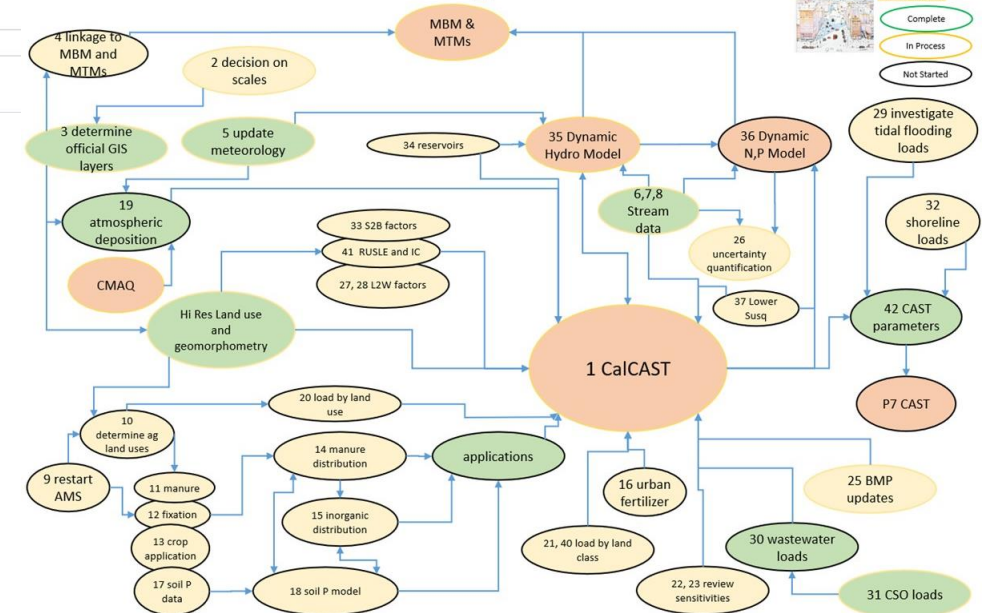 MBM &
MTMs
Complete
In Process
Not Started
4 linkage to
MBM and
MTMs
2 decision on
scales
3 determine
official GIS
layers
5 update
meteorology
34 reservoirs
35 Dynamic
Hydro Model
36 Dynamic
N,P Model
29 investigate
tidal flooding
loads
19
atmospheric
deposition
6,7,8
Stream
data
32
shoreline
loads
33 S2B factors
41 RUSLE and IC
27, 28 L2W factors
26
uncertainty
quantification
CMAQ
37 Lower
Susq
Hi Res Land use
and
geomorphometry
42 CAST
parameters
1 CalCAST
P7 CAST
20 load by land
use
10
determine ag
land uses
14 manure
distribution
applications
9 restart
AMS
11 manure
12 fixation
13 crop
application
15 inorganic
distribution
16 urban
fertilizer
25 BMP
updates
21, 40 load by land
class
30 wastewater
loads
17 soil P
data
18 soil P model
22, 23 review
sensitivities
31 CSO loads